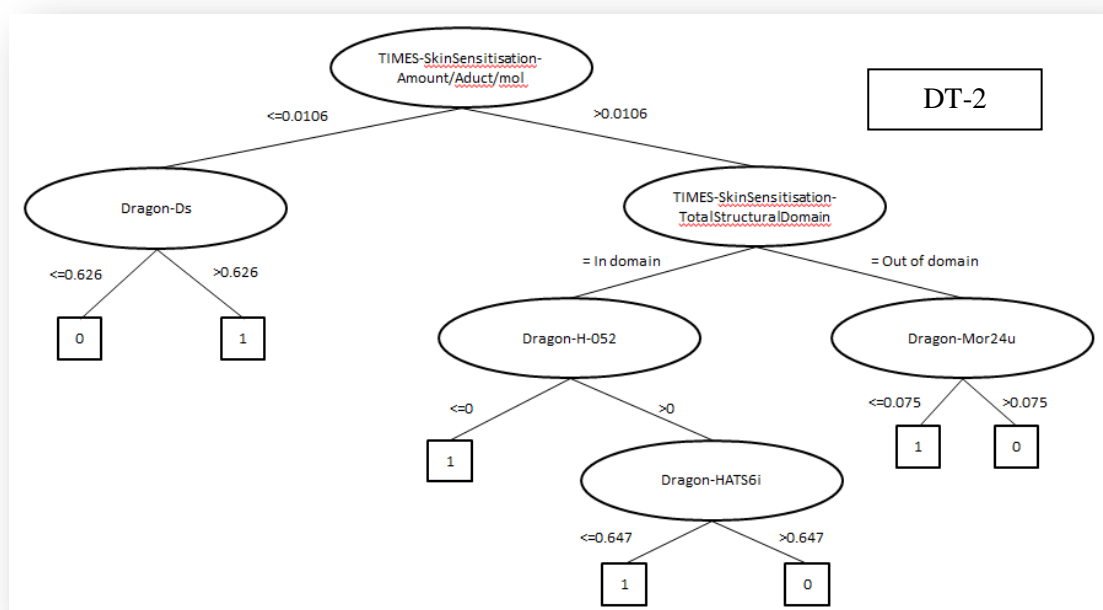 TIMES-SkinSensitisation-
Amount/Aduct/mol
DT-2
<=0.0106
>0.0106
Dragon-Ds
TIMES-SkinSensitisation-
TotalStructuralDomain
<=0.626
>0.626
= In domain
= Out of domain
0
1
Dragon-H-052
Dragon-Mor24u
<=0
>0
<=0.075
>0.075
1
1
0
Dragon-HATS6i
<=0.647
>0.647
1
0